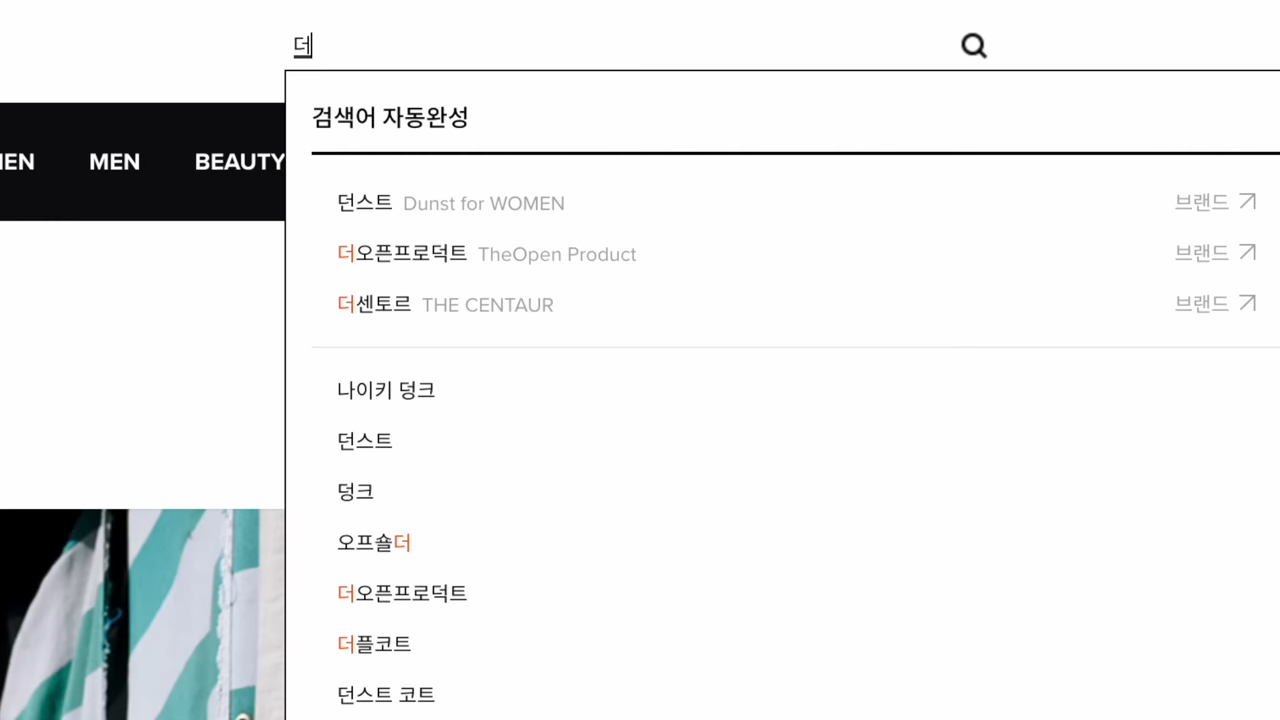 더
검색어 자동완성
MEN BEAUTY
던스트 Dunst for WOMEN 브랜드
더오픈프로덕트 TheOpen Product 브랜드
더센토르 THE CENTAUR 브랜드
나이키 덩크
던스트
덩크
오프숄더
더오픈프로덕트
더플코트
던스트 코트